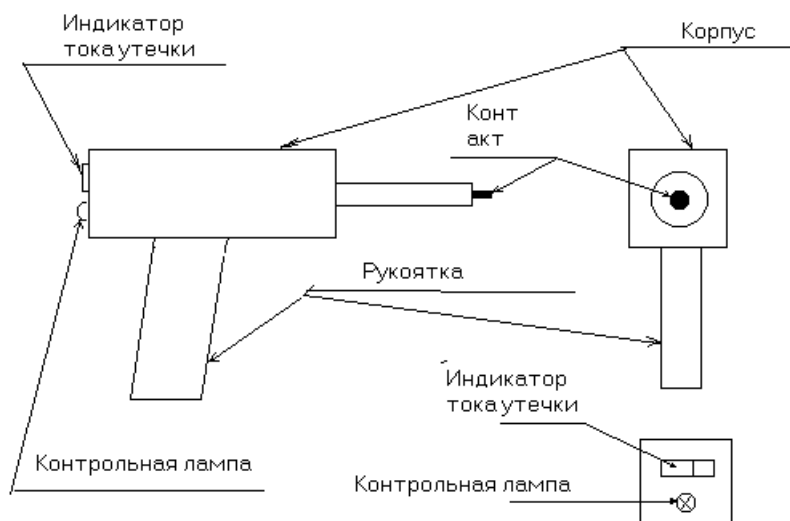 Индикатор
тока утечки
Корпус
Конт
акт
Рукоятка
Индикатор
тока утечки
Контрольная лампа
Контрольная лампа